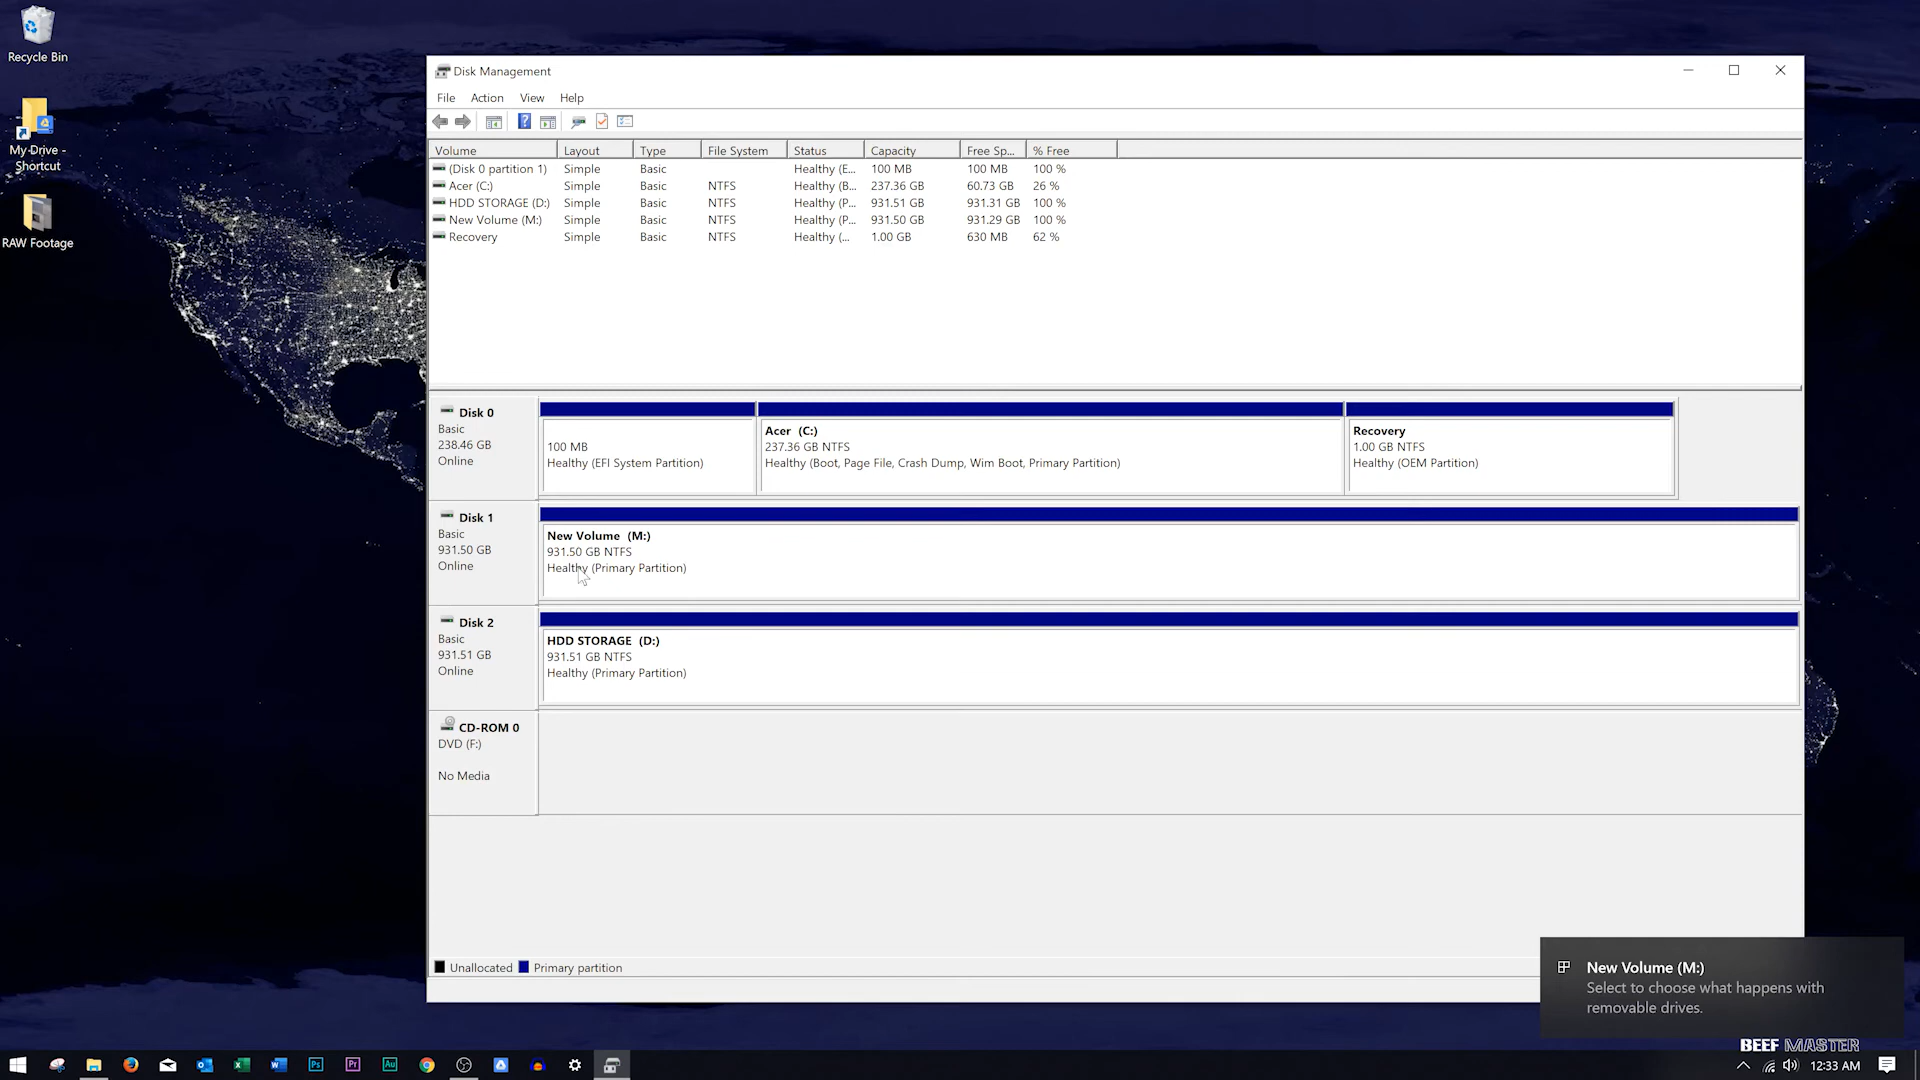 Recycle Bin
My Drive -
Shortcut
RAW Footage
Disk Management
File Action View Help
Volume Layout Type File System Status Capacity Free Sp... % Free
(Disk 0 partition 1) Simple Basic Healthy (E... 100 MB 100 MB 100 %
Acer (C:) Simple Basic NTFS Healthy (B... 237.36 GB 60.73 GB 26 %
HDD STORAGE (D:) Simple Basic NTFS Healthy (P... 931.51 GB 931.31 GB 100 %
New Volume (M:) Simple Basic NTFS Healthy (P... 931.50 GB 931.29 GB 100 %
Recovery Simple Basic NTFS Healthy (... 1.00 GB 630 MB 62 %
Disk 0
Basic
238.46 GB
Online
100 MB
Healthy (EFI System Partition)
Acer (C:)
237.36 GB NTFS
Healthy (Boot, Page File, Crash Dump, Wim Boot, Primary Partition)
Recovery
1.00 GB NTFS
Healthy (OEM Partition)
Disk 1
Basic
931.50 GB
Online
New Volume (M:)
931.50 GB NTFS
Healthy (Primary Partition)
Disk 2
Basic
931.51 GB
Online
HDD STORAGE (D:)
931.51 GB NTFS
Healthy (Primary Partition)
CD-ROM 0
DVD (F:)
No Media
Unallocated Primary partition
New Volume (M:)
Select to choose what happens with
removable drives.
BEEF MASTER
Ps Pr Au
12:33 AM